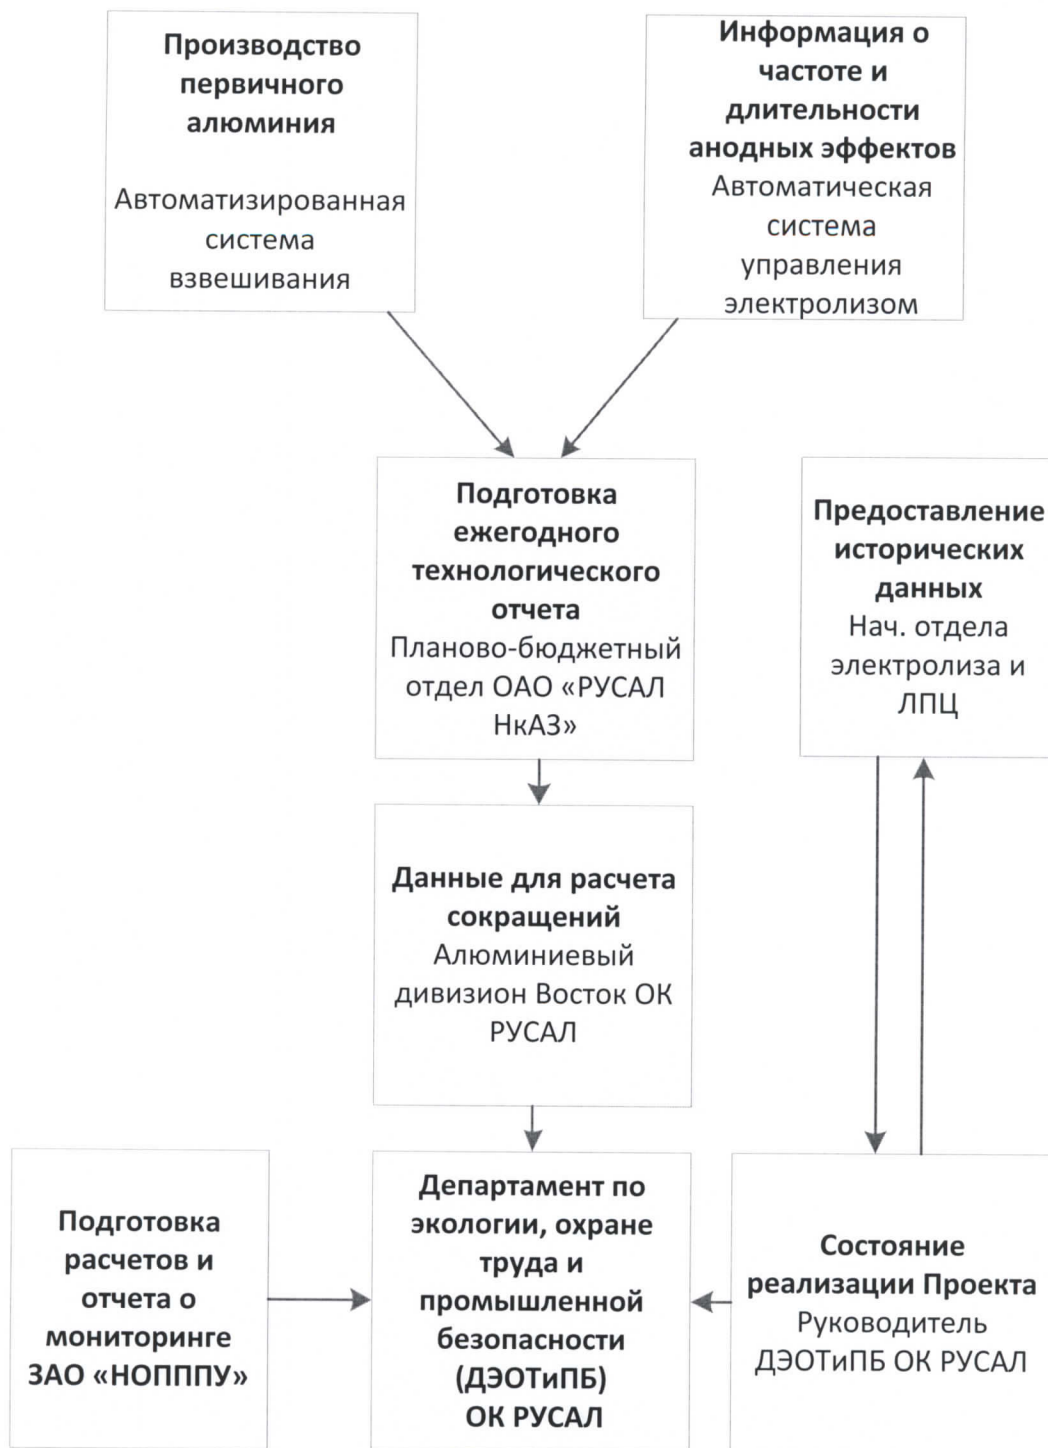 Производство
первичного
алюминия
Автоматизированная
система
взвешивания
Информация о
частоте и
длительности
анодных эффектов
Автоматическая
система
управления
электролизом
Подготовка
ежегодного
технологического
отчета
Планово-бюджетный
отдел ОАО «РУСАЛ
НкАЗ»
Предоставление
исторических
данных
Нач. отдела
электролиза и
ЛПЦ
Данные для расчета
сокращений
Алюминиевый
дивизион Восток ОК
РУСАЛ
Подготовка
расчетов и
отчета о
мониторинге
ЗАО «НОПППУ»
Департамент по
экологии, охране
труда и
промышленной
безопасности
(ДЭОТиПБ)
ОК РУСАЛ
Состояние
реализации Проекта
Руководитель
ДЭОТиПБ ОК РУСАЛ